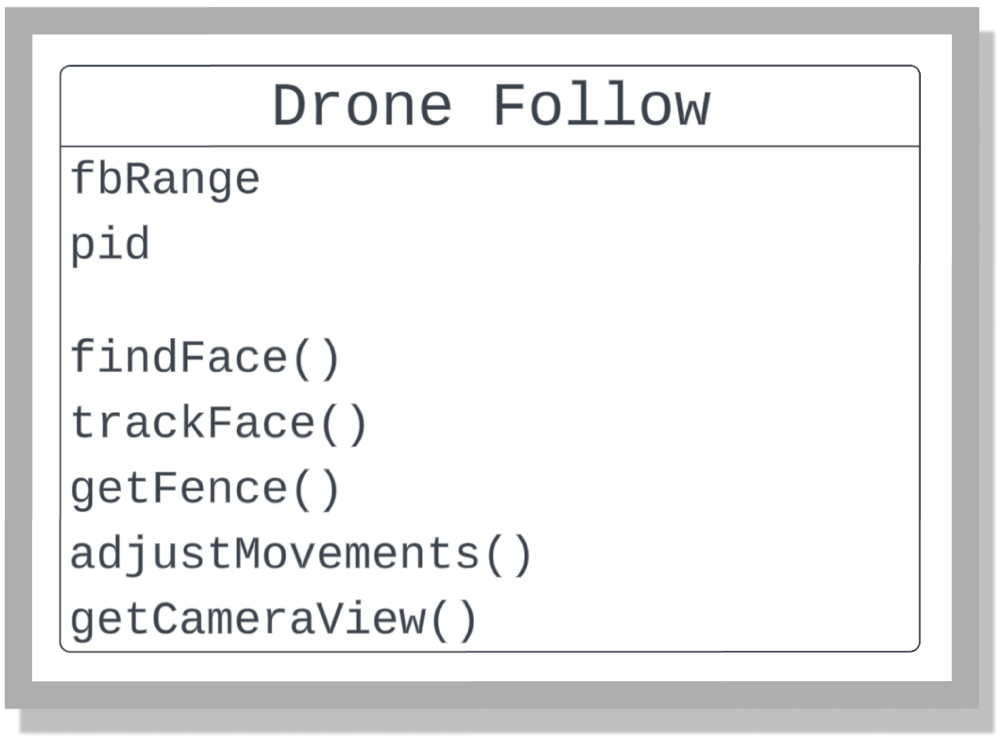 Drone Follow
fbRange
pid
findFace()
trackFace()
getFence()
adjustMovements()
getCameraView()